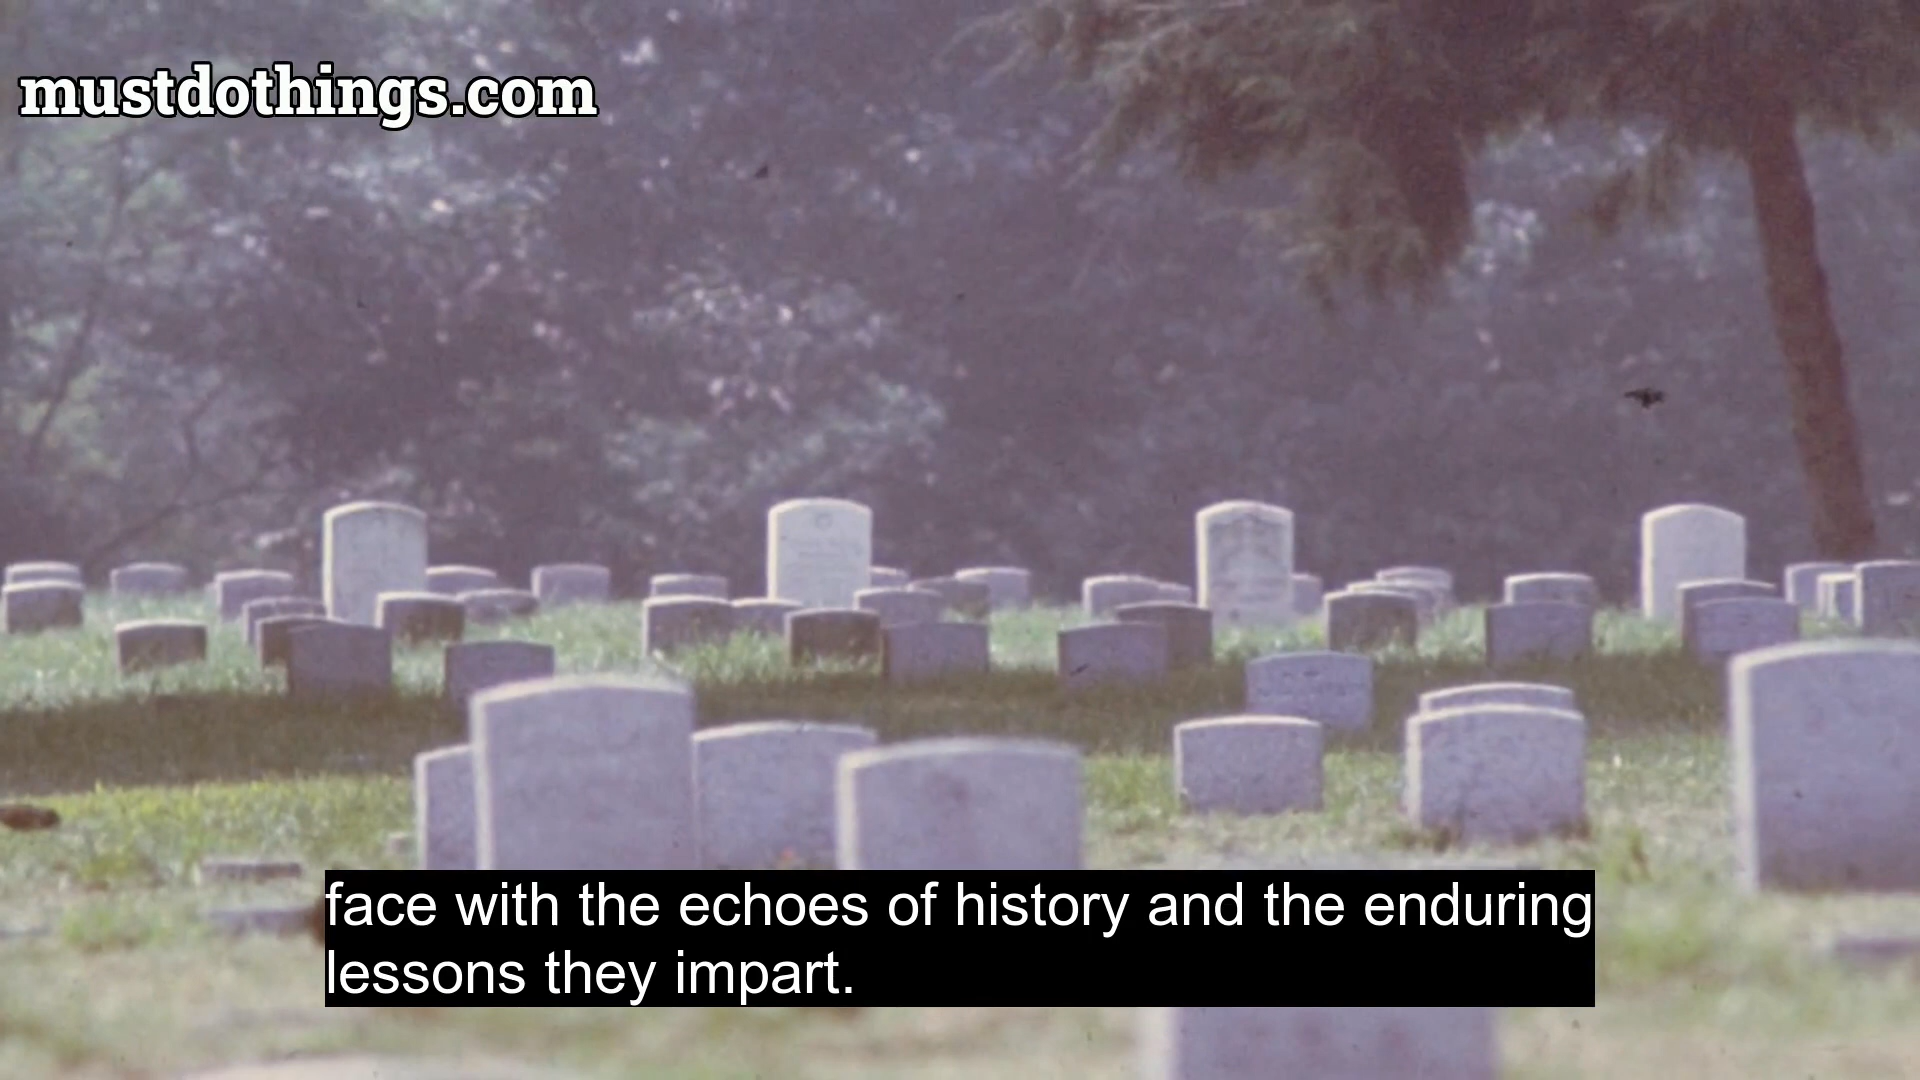 mustdothings.com
face with the echoes of history and the enduring
lessons they impart.